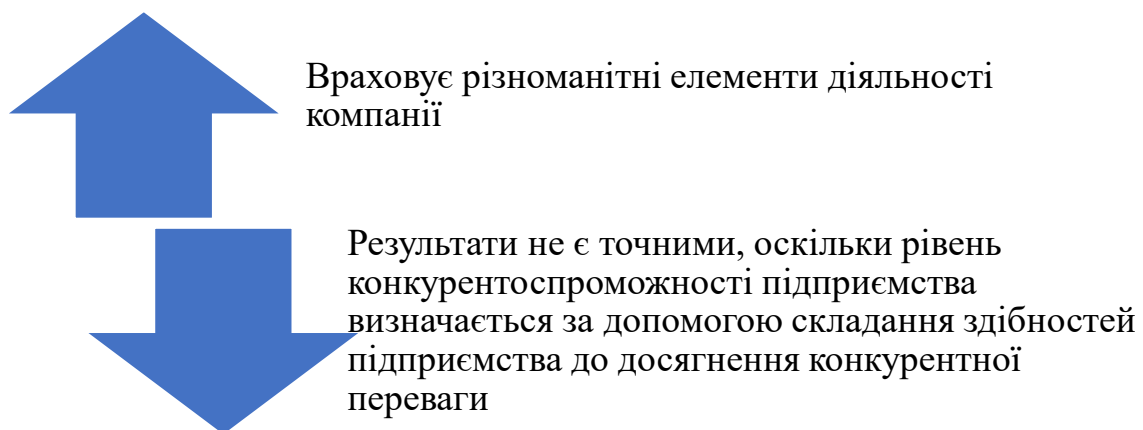 Враховує різноманітні елементи діяльності
компанії
Результати не є точними, оскільки рівень
конкурентоспроможності підприємства
визначається за допомогою складання здібностей
підприємства до досягнення конкурентної
переваги